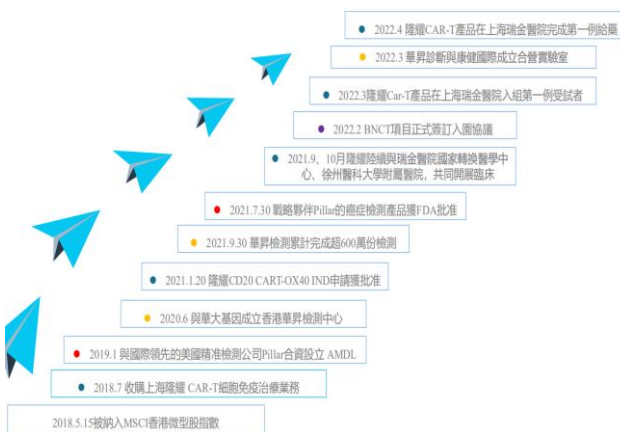 2022.4 隆耀CAR-T產品在上海瑞金醫院完成第一例給藥
2022.3 華昇診斷與康健國際成立合營實驗室
2022.3隆耀Car-T產品在上海瑞金醫院入組第一例受試者
2022.2 BNCT項目正式簽訂入園協議
2021.9、10月隆耀陸續與瑞金醫院國家轉換醫學中
心、徐州醫科大學附屬醫院，共同開展臨床
2021.7.30 戰略夥伴Pillar的癌症檢測產品獲FDA批准
2021.9.30 華昇檢測累計完成超600萬份檢測
2021.1.20 隆耀CD20 CART-OX40 IND申請獲批准
2020.6 與華大基因成立香港華昇檢測中心
2019.1 與國際領先的美國精准檢測公司Pillar合資設立 AMDL
2018.7 收購上海隆耀 CAR-T細胞免疫治療業務
2018.5.15被納入MSCI香港微型股指數